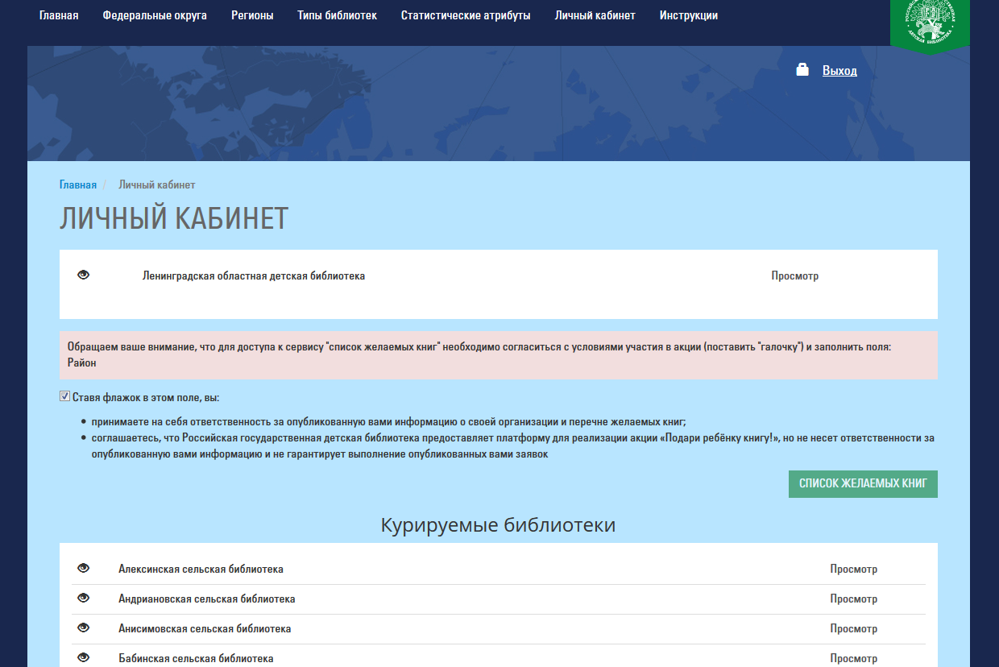 Главная Федеральные округа Регионы Типы библиотек Статистические атрибуты Личный кабинет Инструкции
ДЕТСКАЯ БИБЛИОТЕКА
Выход
Главная / Личный кабинет
ЛИЧНЫЙ КАБИНЕТ
Ленинградская областная детская библиотека Просмотр
Обращаем ваше внимание, что для доступа к сервису "список желаемых книг" необходимо согласиться с условиями участия в акции (поставить "галочку") и заполнить поля:
Район
Ставя флажок в этом поле, вы:
• принимаете на себя ответственность за опубликованную вами информацию о своей организации и перечне желаемых книг;
• соглашаетесь, что Российская государственная детская библиотека предоставляет платформу для реализации акции «Подари ребёнку книгу!», но не несет ответственности за
опубликованную вами информацию и не гарантирует выполнение опубликованных вами заявок
СПИСОК ЖЕЛАЕМЫХ КНИГ
Курируемые библиотеки
Алексинская сельская библиотека Просмотр
Андриановская сельская библиотека Просмотр
Анисимовская сельская библиотека Просмотр
Бабинская сельская библиотека Просмотр